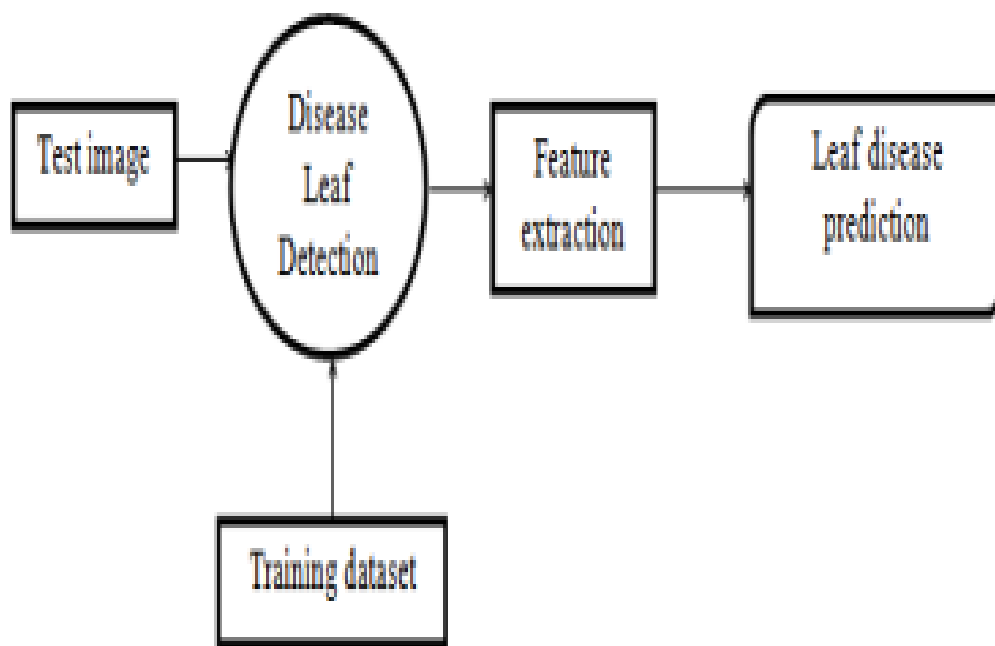 Test image
Disease
Leaf
Detection
Feature
extraction
Leaf disease
prediction
Training dataset